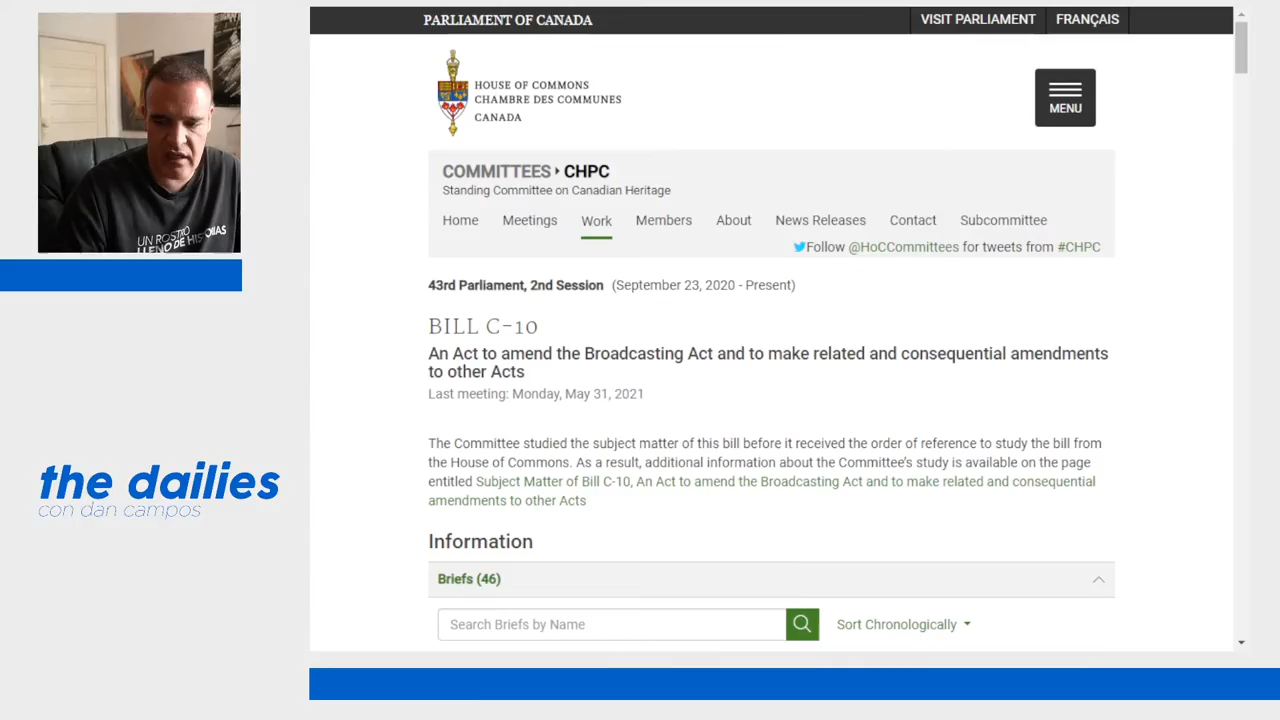 PARLIAMENT OF CANADA
VISIT PARLIAMENT
FRANÇAIS
HOUSE OF COMMONS
CHAMBRE DES COMMUNES
CANADA
MENU
COMMITTEES CHPC
Standing Committee on Canadian Heritage
Home Meetings Work Members About News Releases Contact Subcommittee
Follow @HoCCommittees for tweets from #CHPC
43rd Parliament, 2nd Session (September 23, 2020 - Present)
BILL C-10
An Act to amend the Broadcasting Act and to make related and consequential amendments
to other Acts
Last meeting: Monday, May 31, 2021
The Committee studied the subject matter of this bill before it received the order of reference to study the bill from
the House of Commons. As a result, additional information about the Committee's study is available on the page
entitled Subject Matter of Bill C-10, An Act to amend the Broadcasting Act and to make related and consequential
amendments to other Acts
Information
Briefs (46)
Search Briefs by Name
Sort Chronologically
UN ROSTRO
LLENO DE HISTORIAS
the dailies
con dan campos